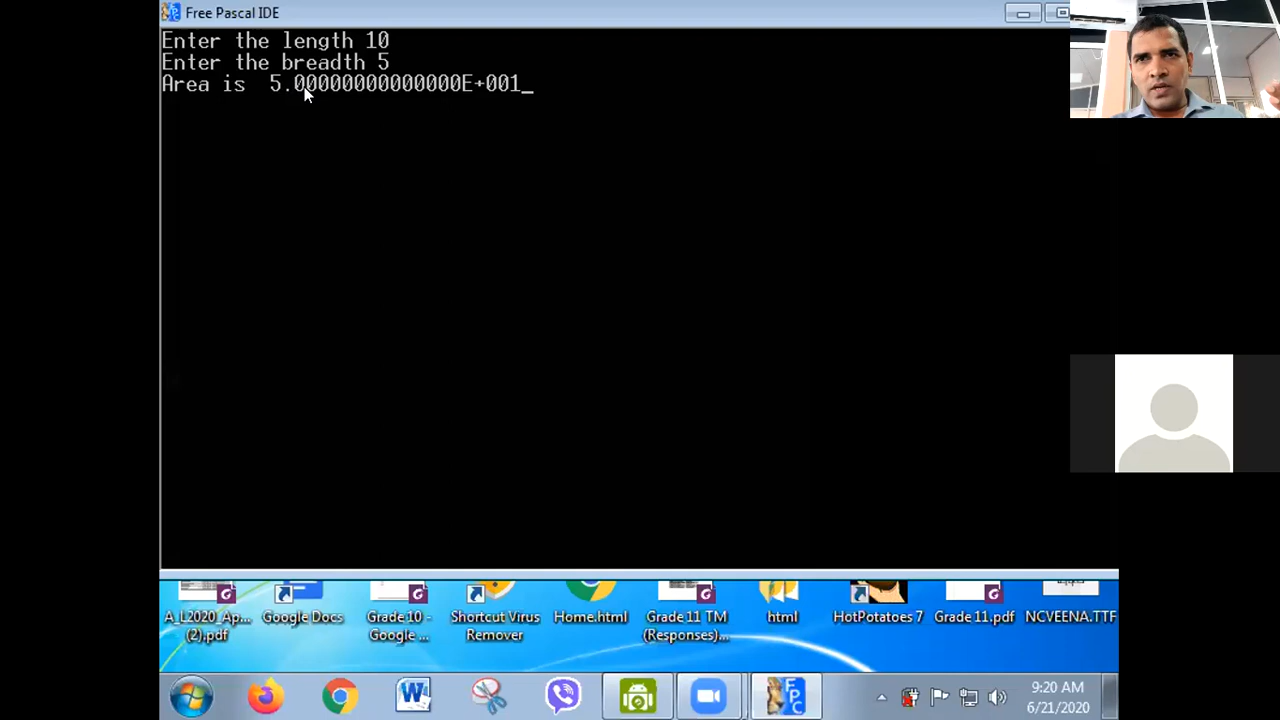 Free Pascal IDE
Enter the length 10
Enter the breadth 5
Area is  5.00000000000000E+001_
A_L2020_Ap... (2).pdf
Google Docs
Grade 10 - Google ...
Shortcut Virus Remover
Home.html
Grade 11 TM (Responses)...
html
HotPotatoes 7
Grade 11.pdf
NCVEENA.TTF
9:20 AM
6/21/2020